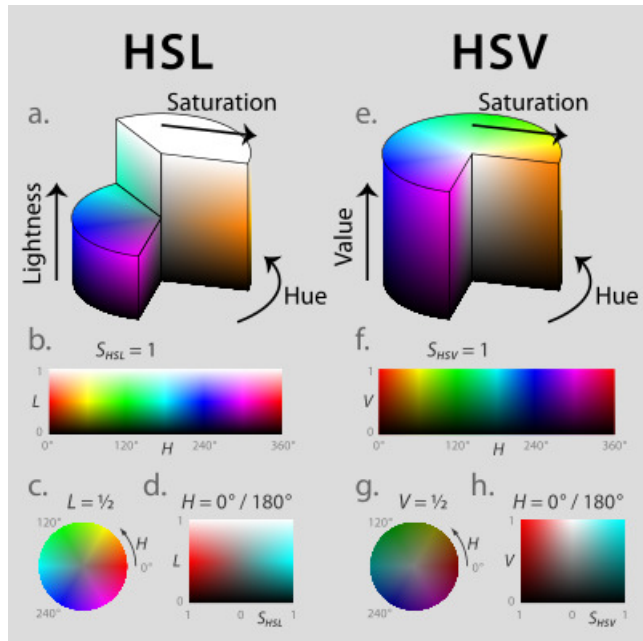 HSL
HSV
a.
Saturation
Lightness
Hue
e.
Saturation
Value
Hue
b.
S_HSL = 1
1
L
0
0° 120° 240° 360°
H
f.
S_HSV = 1
1
V
0
0° 120° 240° 360°
H
c.
L = ½
120°
H
0°
240°
d.
H = 0° / 180°
1
L
0
1 0 S_HSL 1
g.
V = ½
120°
H
0°
240°
h.
H = 0° / 180°
1
V
0
1 0 S_HSV 1